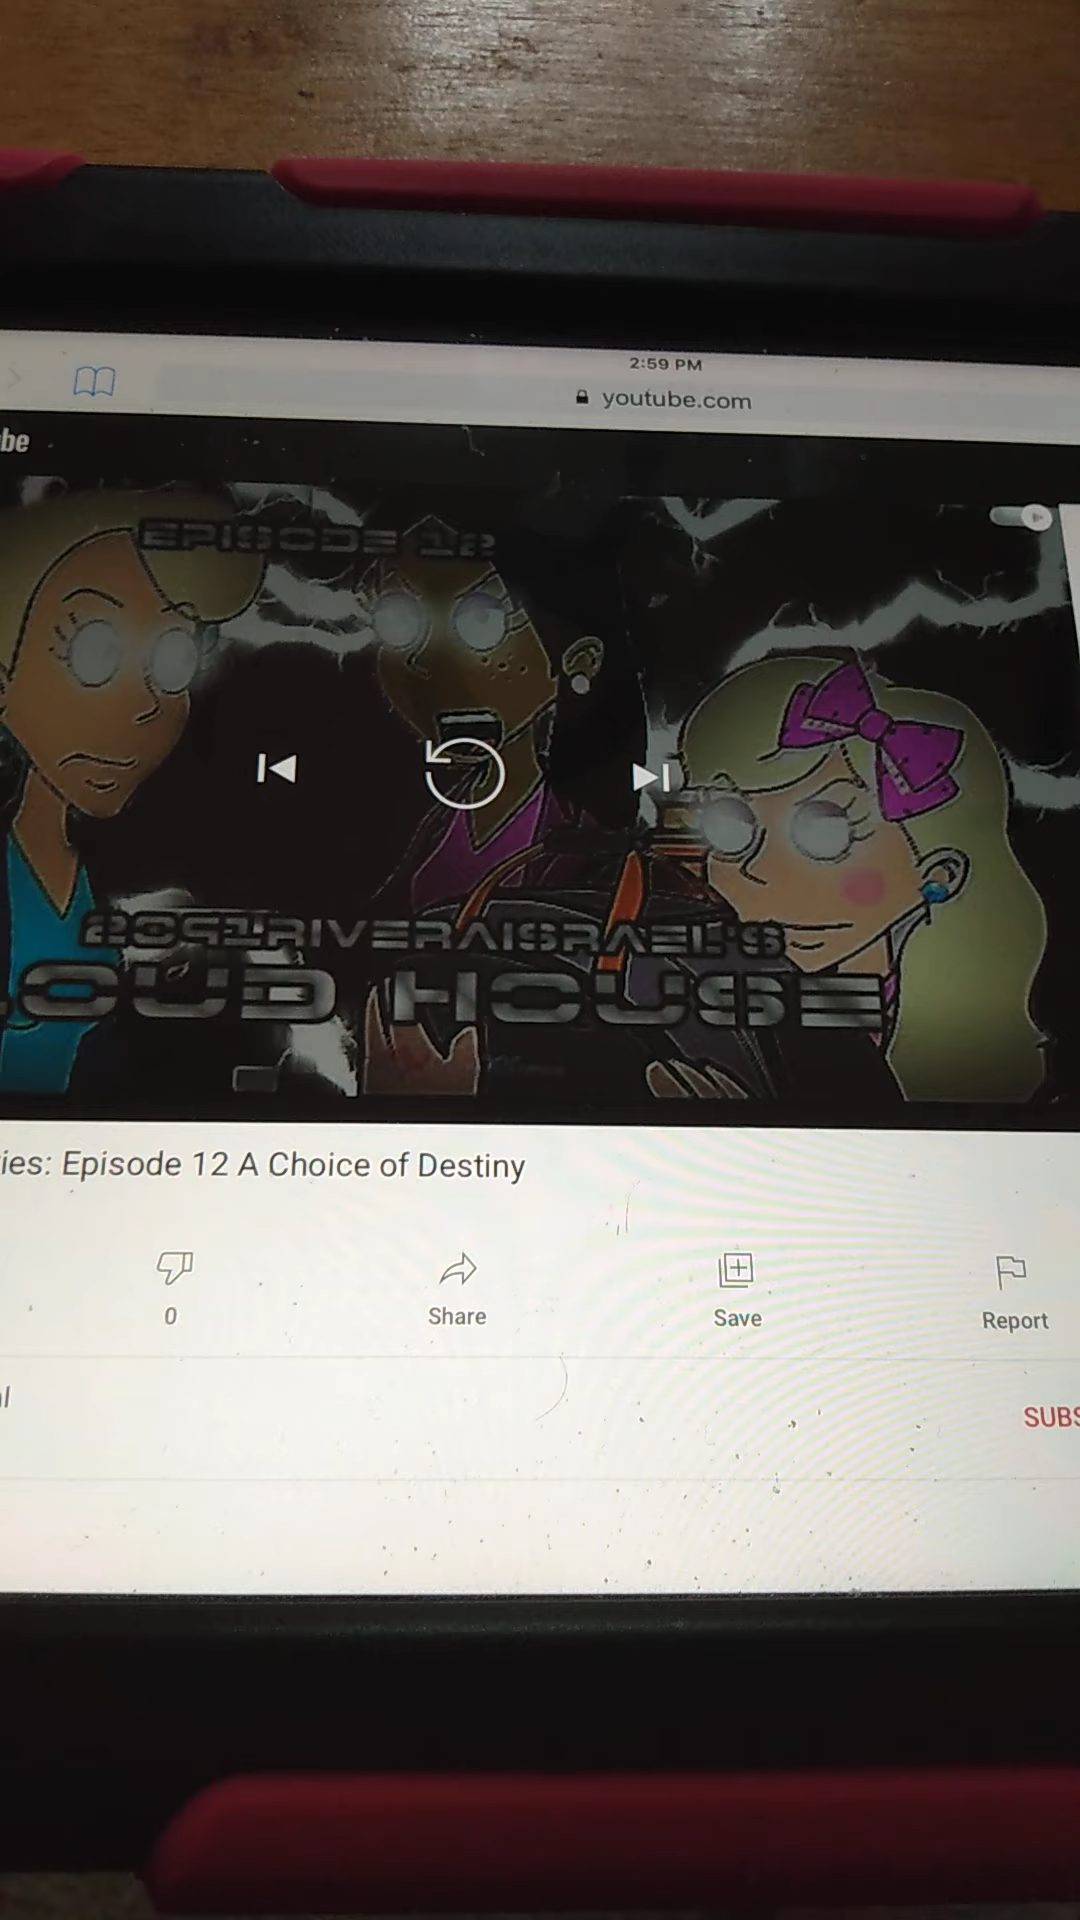 2:59 PM
youtube.com
be
EPISODE 12
2091RIVERAISRAEL'S
LOUD HOUSE
ies: Episode 12 A Choice of Destiny
0
Share
Save
Report
l
SUBS